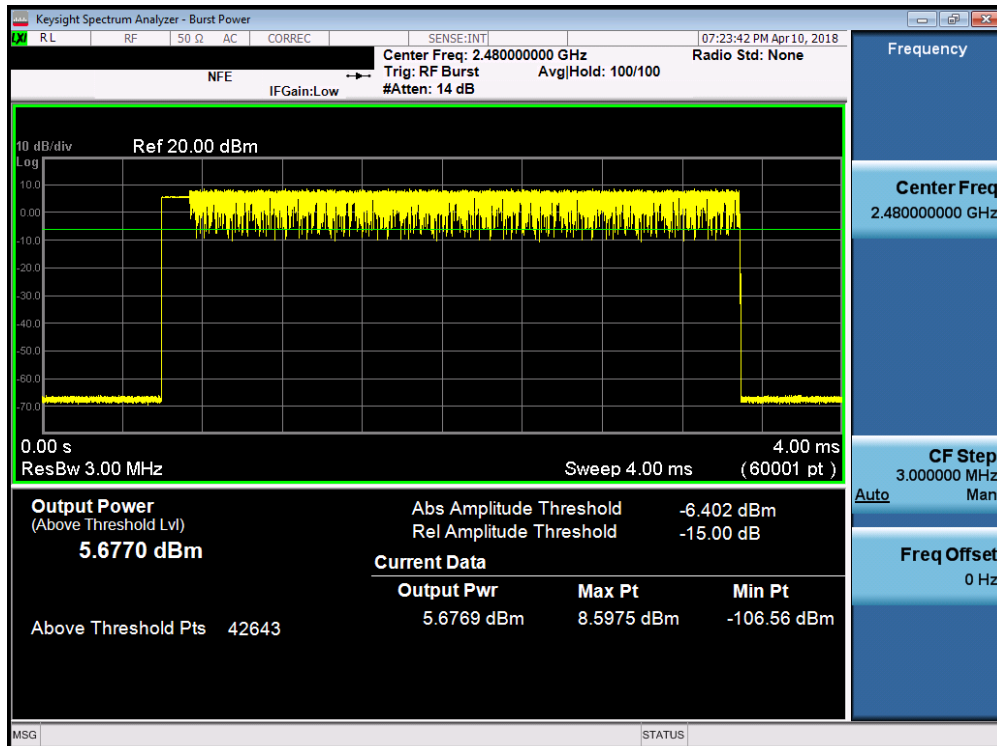 Keysight Spectrum Analyzer - Burst Power
LXI RL RF 50 Ω AC CORREC SENSE:INT 07:23:42 PM Apr 10, 2018
Center Freq: 2.480000000 GHz Radio Std: None
NFE Trig: RF Burst Avg|Hold: 100/100
IFGain:Low #Atten: 14 dB
10 dB/div Ref 20.00 dBm
Log
10.0
0.00
-10.0
-20.0
-30.0
-40.0
-50.0
-60.0
-70.0
0.00 s 4.00 ms
ResBw 3.00 MHz Sweep 4.00 ms (60001 pt)
Output Power
(Above Threshold Lvl)
5.6770 dBm
Above Threshold Pts 42643
Abs Amplitude Threshold -6.402 dBm
Rel Amplitude Threshold -15.00 dB
Current Data
Output Pwr Max Pt Min Pt
5.6769 dBm 8.5975 dBm -106.56 dBm
Frequency
Center Freq
2.480000000 GHz
CF Step
3.000000 MHz
Auto Man
Freq Offset
0 Hz
MSG STATUS